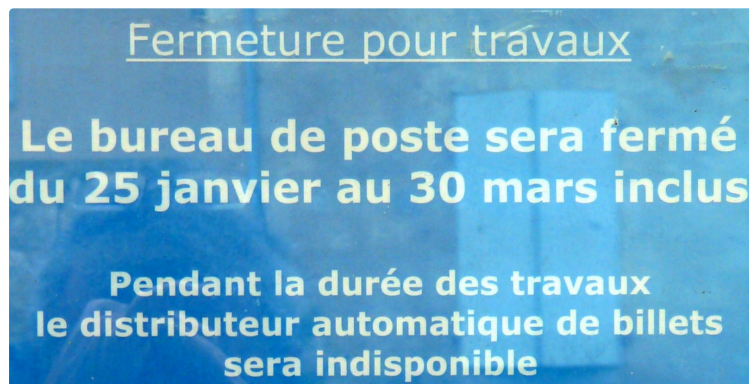 Fermeture pour travaux
Le bureau de poste sera fermé
du 25 janvier au 30 mars inclus
Pendant la durée des travaux
le distributeur automatique de billets
sera indisponible